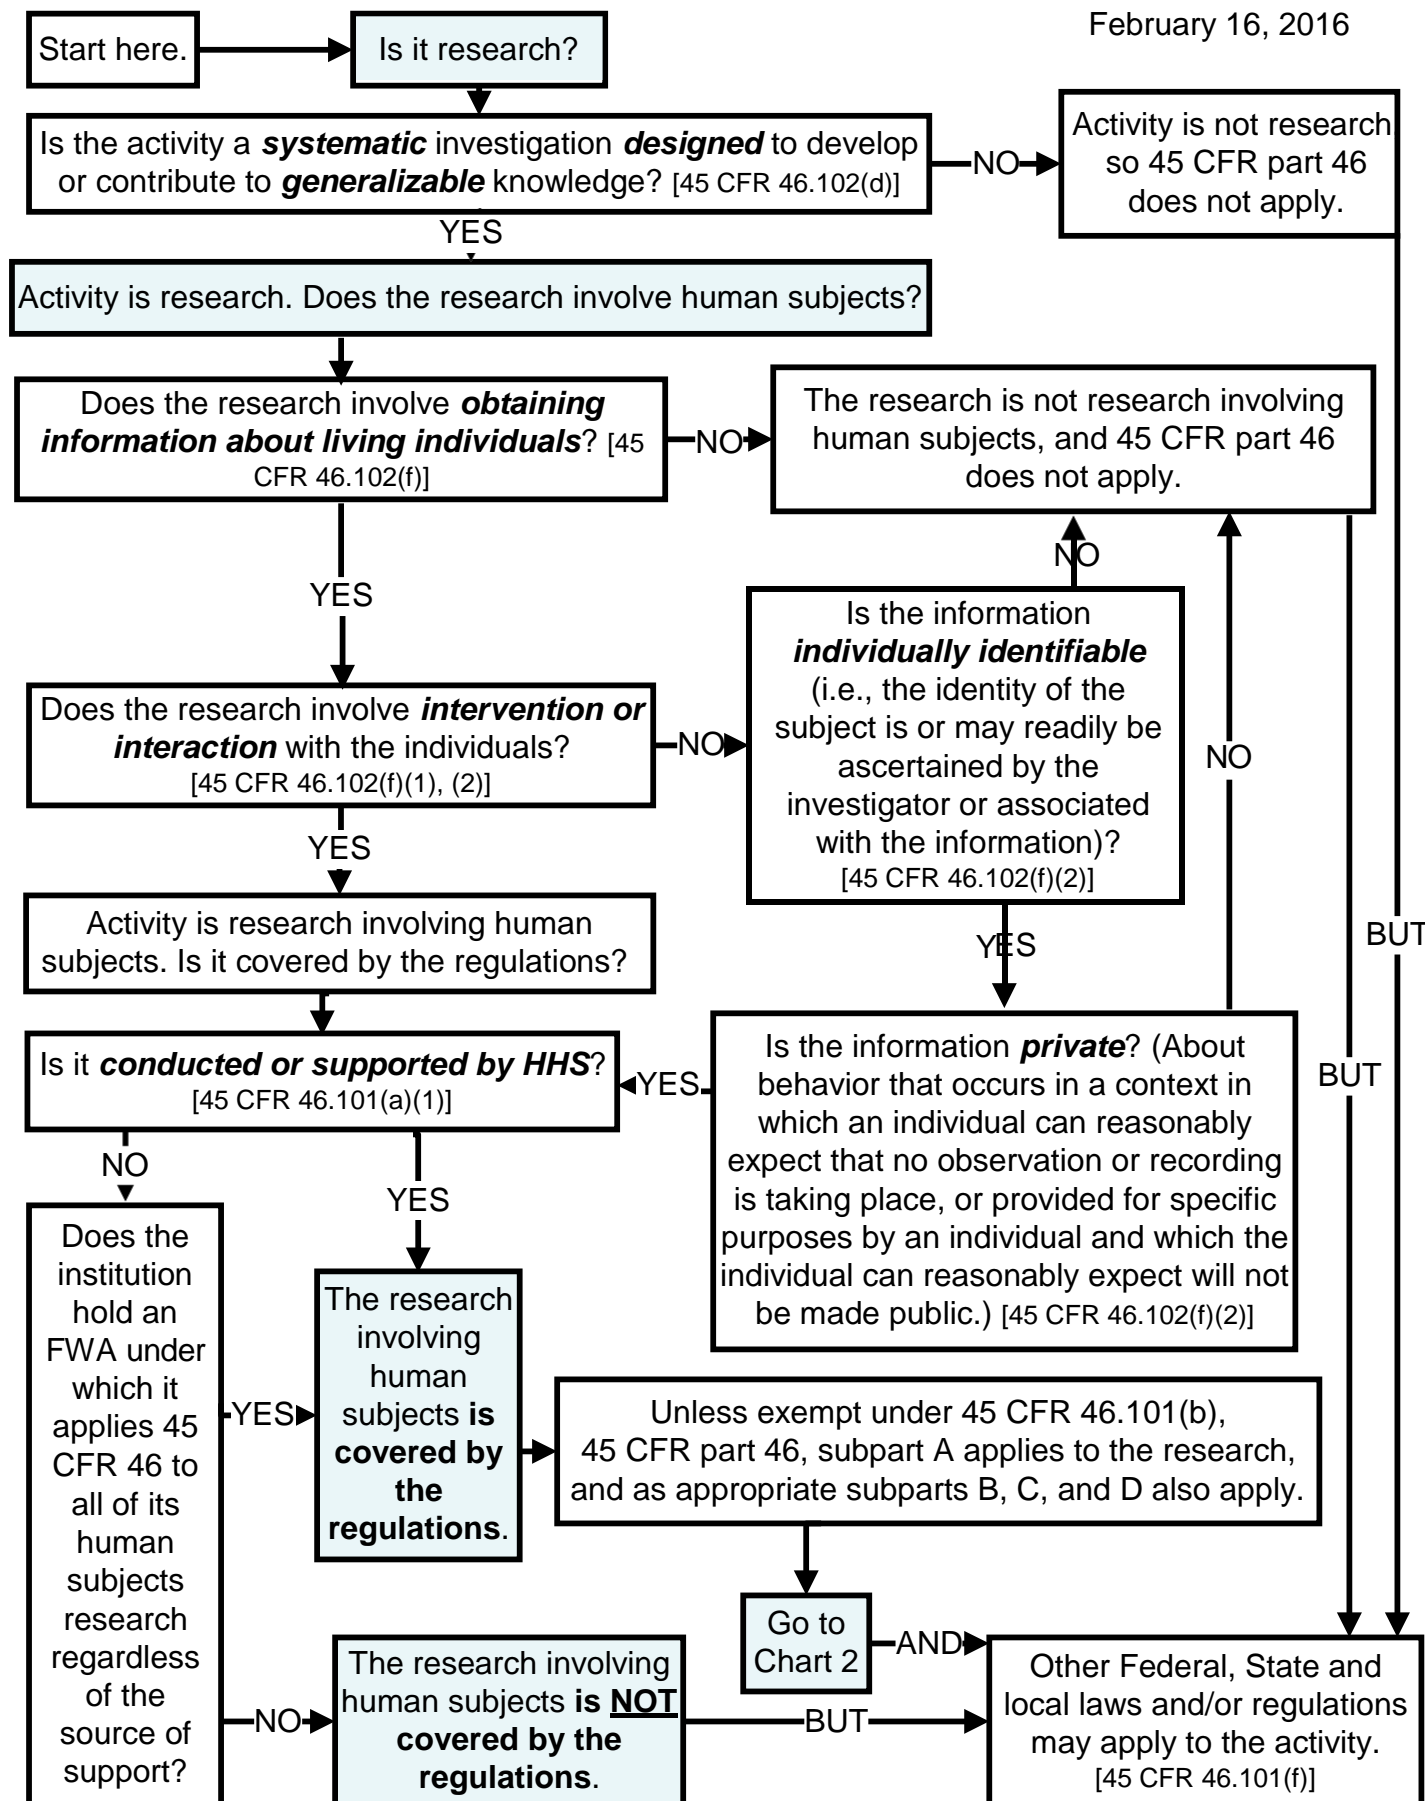 February 16, 2016
Start here.
Is it research?
Is the activity a systematic investigation designed to develop
or contribute to generalizable knowledge? [45 CFR 46.102(d)]
NO
Activity is not research
so 45 CFR part 46
does not apply.
YES
Activity is research. Does the research involve human subjects?
Does the research involve obtaining
information about living individuals? [45
CFR 46.102(f)]
NO
The research is not research involving
human subjects, and 45 CFR part 46
does not apply.
YES
NO
Does the research involve intervention or
interaction with the individuals?
[45 CFR 46.102(f)(1), (2)]
NO
Is the information
individually identifiable
(i.e., the identity of the
subject is or may readily be
ascertained by the
investigator or associated
with the information)?
[45 CFR 46.102(f)(2)]
NO
YES
YES
BUT
Activity is research involving human
subjects. Is it covered by the regulations?
Is it conducted or supported by HHS?
[45 CFR 46.101(a)(1)]
YES
Is the information private? (About
behavior that occurs in a context in
which an individual can reasonably
expect that no observation or recording
is taking place, or provided for specific
purposes by an individual and which the
individual can reasonably expect will not
be made public.) [45 CFR 46.102(f)(2)]
BUT
NO
YES
Does the
institution
hold an
FWA under
which it
applies 45
CFR 46 to
all of its
human
subjects
research
regardless
of the
source of
support?
YES
The research
involving
human
subjects is
covered by
the
regulations.
Unless exempt under 45 CFR 46.101(b),
45 CFR part 46, subpart A applies to the research,
and as appropriate subparts B, C, and D also apply.
Go to
Chart 2
AND
NO
The research involving
human subjects is NOT
covered by the
regulations.
BUT
Other Federal, State and
local laws and/or regulations
may apply to the activity.
[45 CFR 46.101(f)]